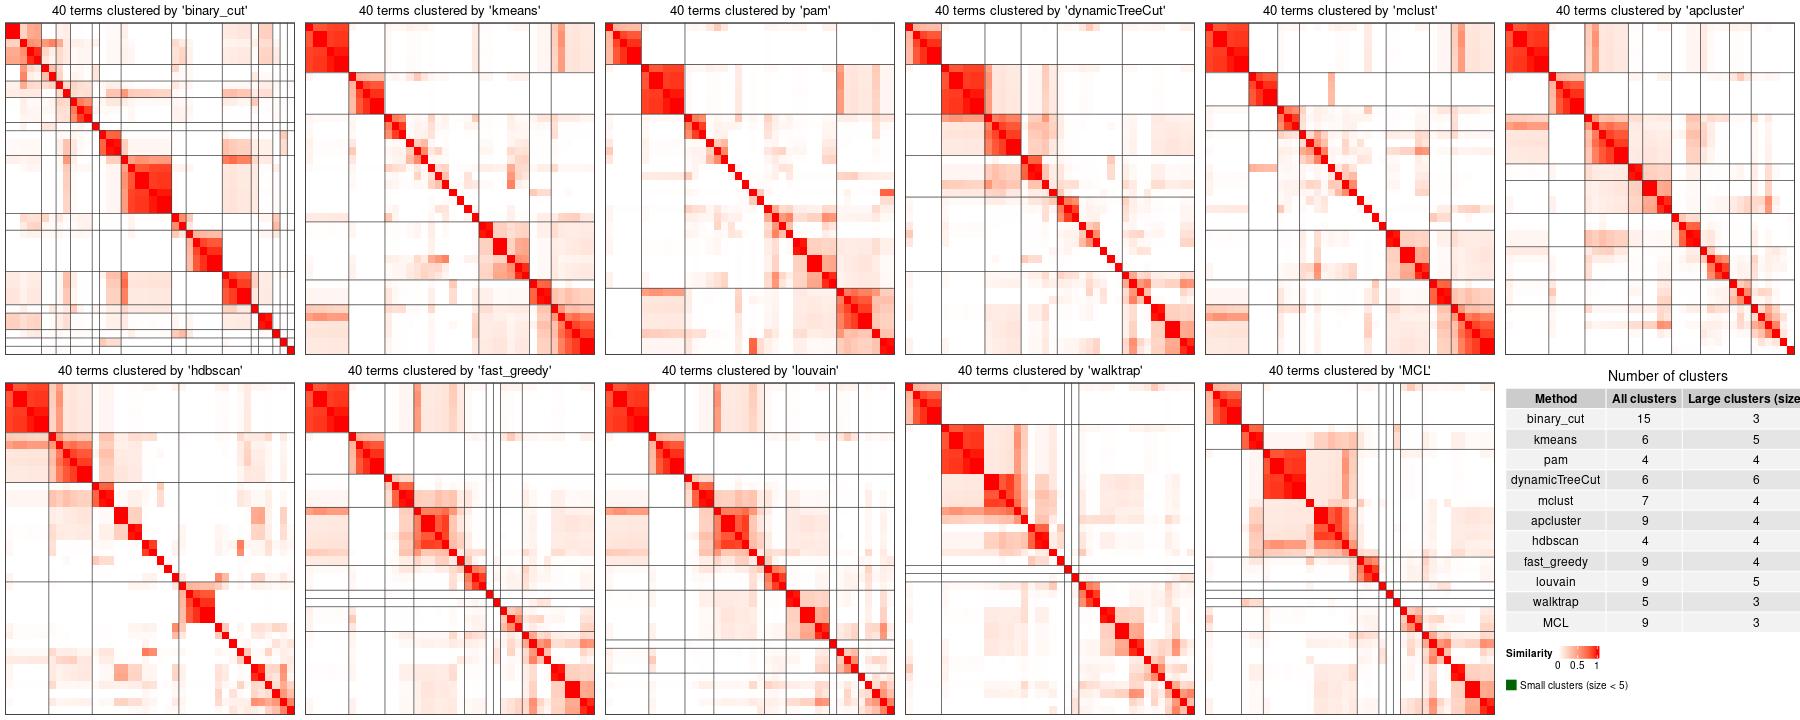 40 terms clustered by 'binary_cut'
40 terms clustered by 'kmeans'
40 terms clustered by 'pam'
40 terms clustered by 'dynamicTreeCut'
40 terms clustered by 'mclust'
40 terms clustered by 'apcluster'
40 terms clustered by 'hdbscan'
40 terms clustered by 'fast_greedy'
40 terms clustered by 'louvain'
40 terms clustered by 'walktrap'
40 terms clustered by 'MCL'
Number of clusters
Method All clusters Large clusters (size
binary_cut 15 3
kmeans 6 5
pam 4 4
dynamicTreeCut 6 6
mclust 7 4
apcluster 9 4
hdbscan 4 4
fast_greedy 9 4
louvain 9 5
walktrap 5 3
MCL 9 3
Similarity
0 0.5 1
Small clusters (size < 5)